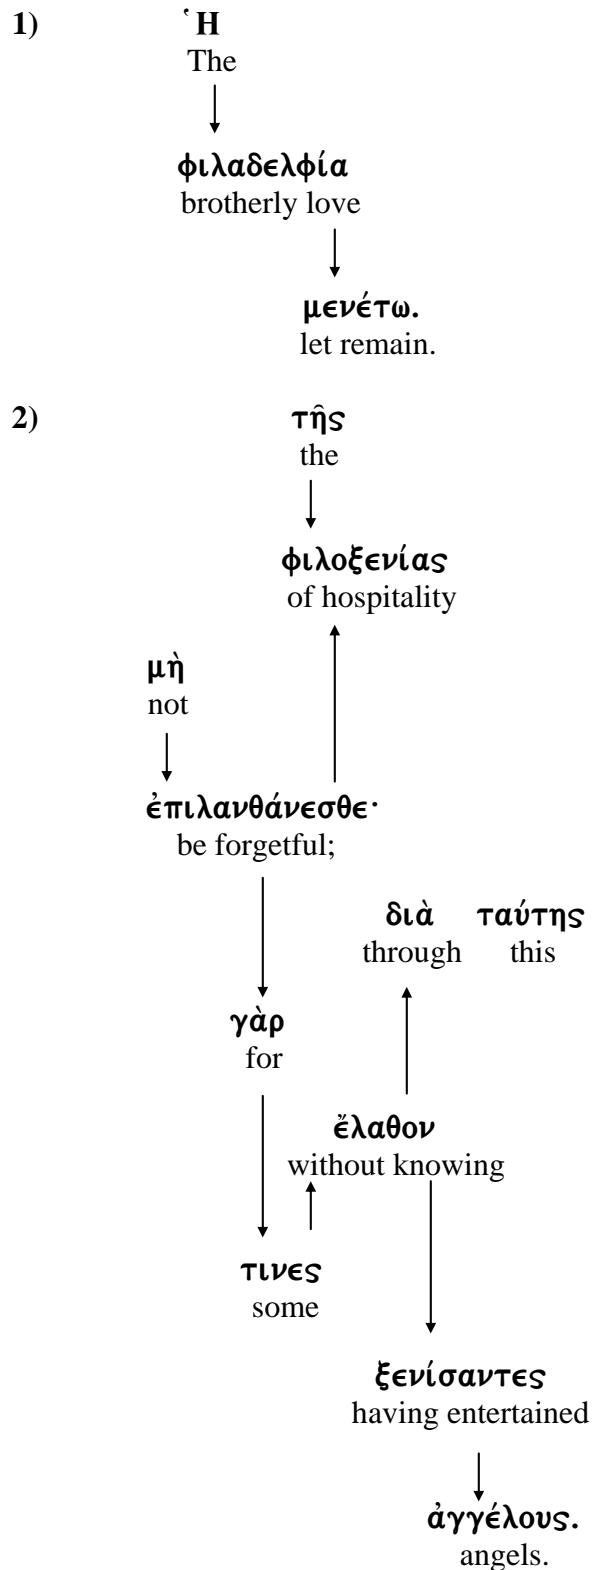 1) Ἡ
The
φιλαδελφία
brotherly love
μενέτω.
let remain.
2) τῆς
the
φιλοξενίας
of hospitality
μὴ
not
ἐπιλανθάνεσθε·
be forgetful;
διὰ ταύτης
through this
γὰρ
for
ἔλαθον
without knowing
τινες
some
ξενίσαντες
having entertained
ἀγγέλους.
angels.